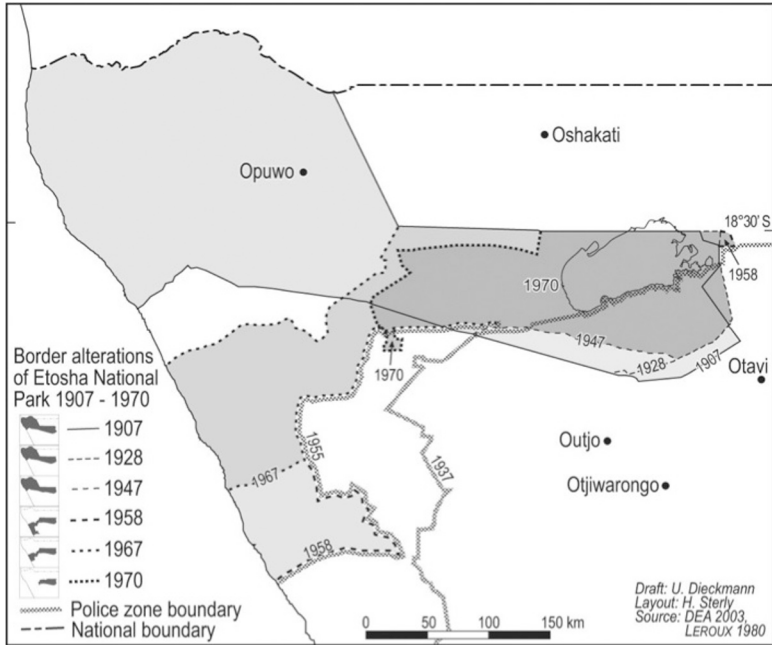 Oshakati
Opuwo
18°30' S
1958
1970
1947
1970
1928
1907
Otavi
Border alterations
of Etosha National
Park 1907 - 1970
1907
1928
1947
1958
1967
1970
Police zone boundary
National boundary
1955
1937
1967
1958
Outjo
Otjiwarongo
0 50 100 150 km
Draft: U. Dieckmann
Layout: H. Sterly
Source: DEA 2003,
LEROUX 1980